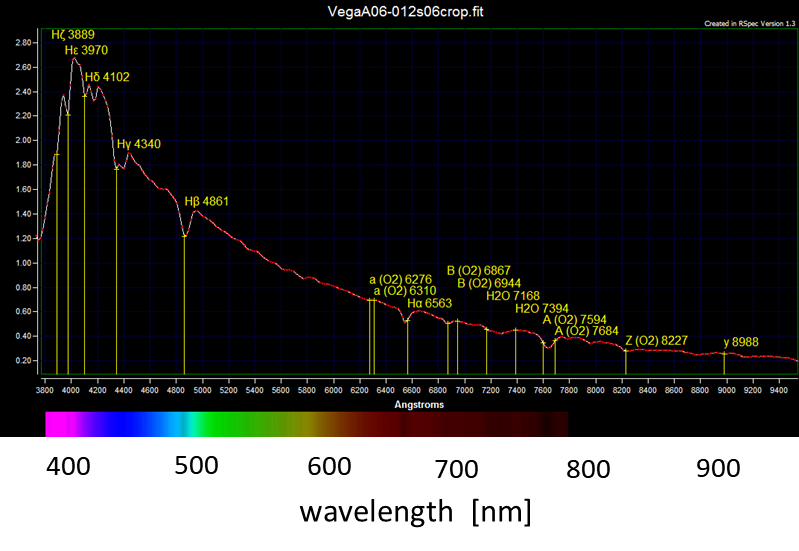 VegaA06-012s06crop.fit
Created in RSpec Version 1.3
Hζ 3889
Hε 3970
Hδ 4102
Hγ 4340
Hβ 4861
a (O2) 6276
a (O2) 6310
Hα 6563
B (O2) 6867
B (O2) 6944
H2O 7168
H2O 7394
A (O2) 7594
A (O2) 7684
Z (O2) 8227
y 8988
2.80
2.60
2.40
2.20
2.00
1.80
1.60
1.40
1.20
1.00
0.80
0.60
0.40
0.20
3800 4000 4200 4400 4600 4800 5000 5200 5400 5600 5800 6000 6200 6400 6600 6800 7000 7200 7400 7600 7800 8000 8200 8400 8600 8800 9000 9200 9400
Angstroms
400 500 600 700 800 900
wavelength [nm]